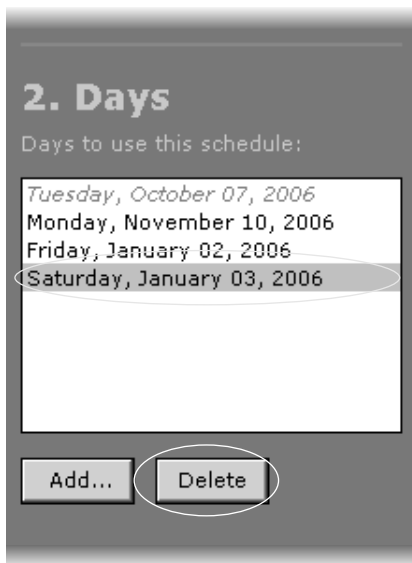 2. Days
Days to use this schedule:
Tuesday, October 07, 2006
Monday, November 10, 2006
Friday, January 02, 2006
Saturday, January 03, 2006
Add... Delete